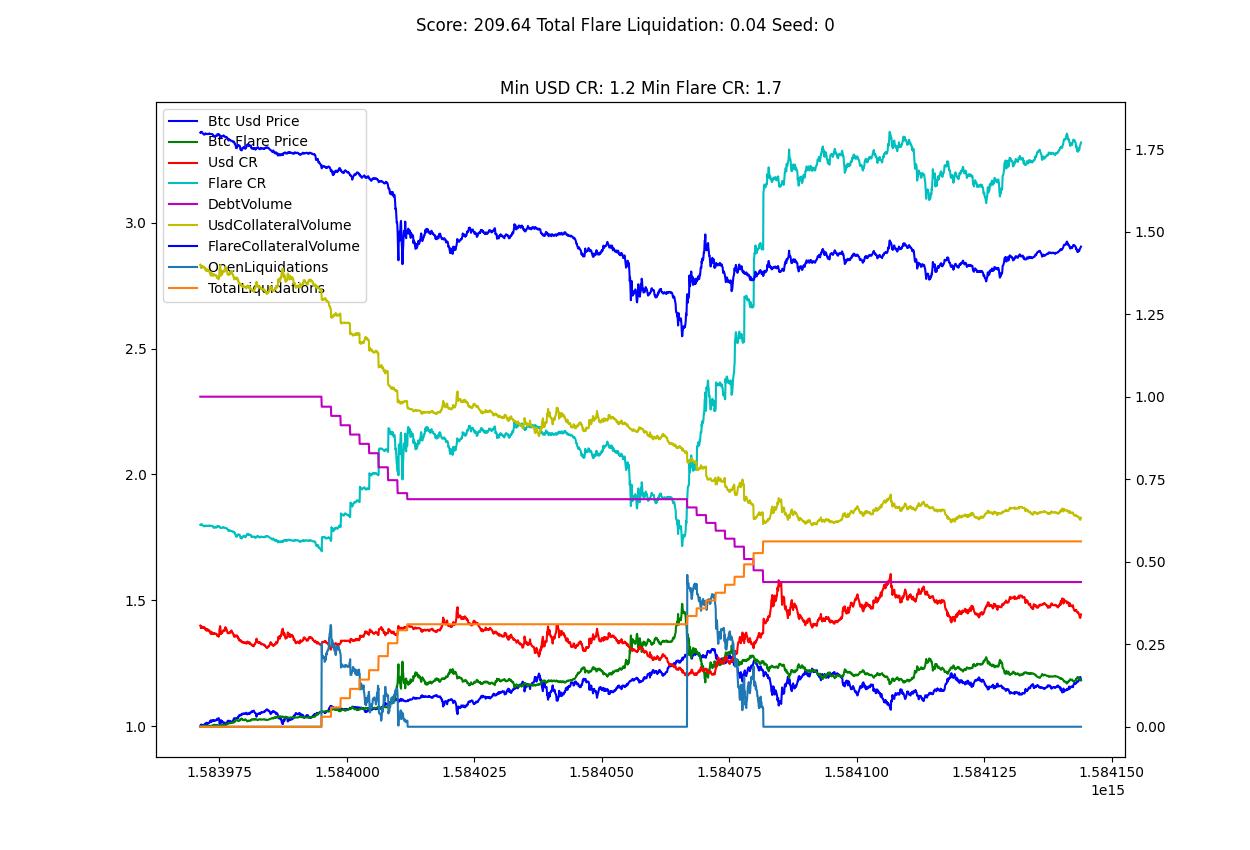 Score: 209.64 Total Flare Liquidation: 0.04 Seed: 0
Min USD CR: 1.2 Min Flare CR: 1.7
Btc Usd Price
Btc Flare Price
Usd CR
Flare CR
DebtVolume
UsdCollateralVolume
FlareCollateralVolume
OpenLiquidations
TotalLiquidations
3.0
2.5
2.0
1.5
1.0
1.75
1.50
1.25
1.00
0.75
0.50
0.25
0.00
1.583975 1.584000 1.584025 1.584050 1.584075 1.584100 1.584125 1.584150
1e15